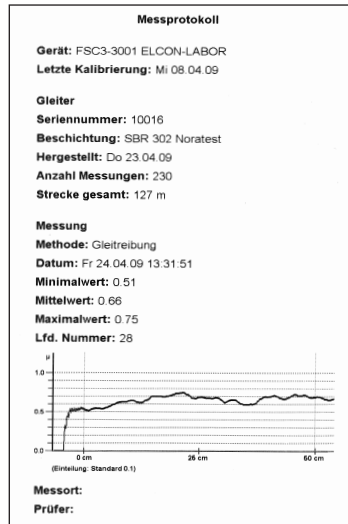 Messprotokoll
Gerät: FSC3-3001 ELCON-LABOR
Letzte Kalibrierung: Mi 08.04.09
Gleiter
Seriennummer: 10016
Beschichtung: SBR 302 Noratest
Hergestellt: Do 23.04.09
Anzahl Messungen: 230
Strecke gesamt: 127 m
Messung
Methode: Gleitreibung
Datum: Fr 24.04.09 13:31:51
Minimalwert: 0.51
Mittelwert: 0.66
Maximalwert: 0.75
Lfd. Nummer: 28
μ
1.0
0.5
0.0
0 cm 26 cm 60 cm
(Einteilung: Standard 0.1)
Messort:
Prüfer: